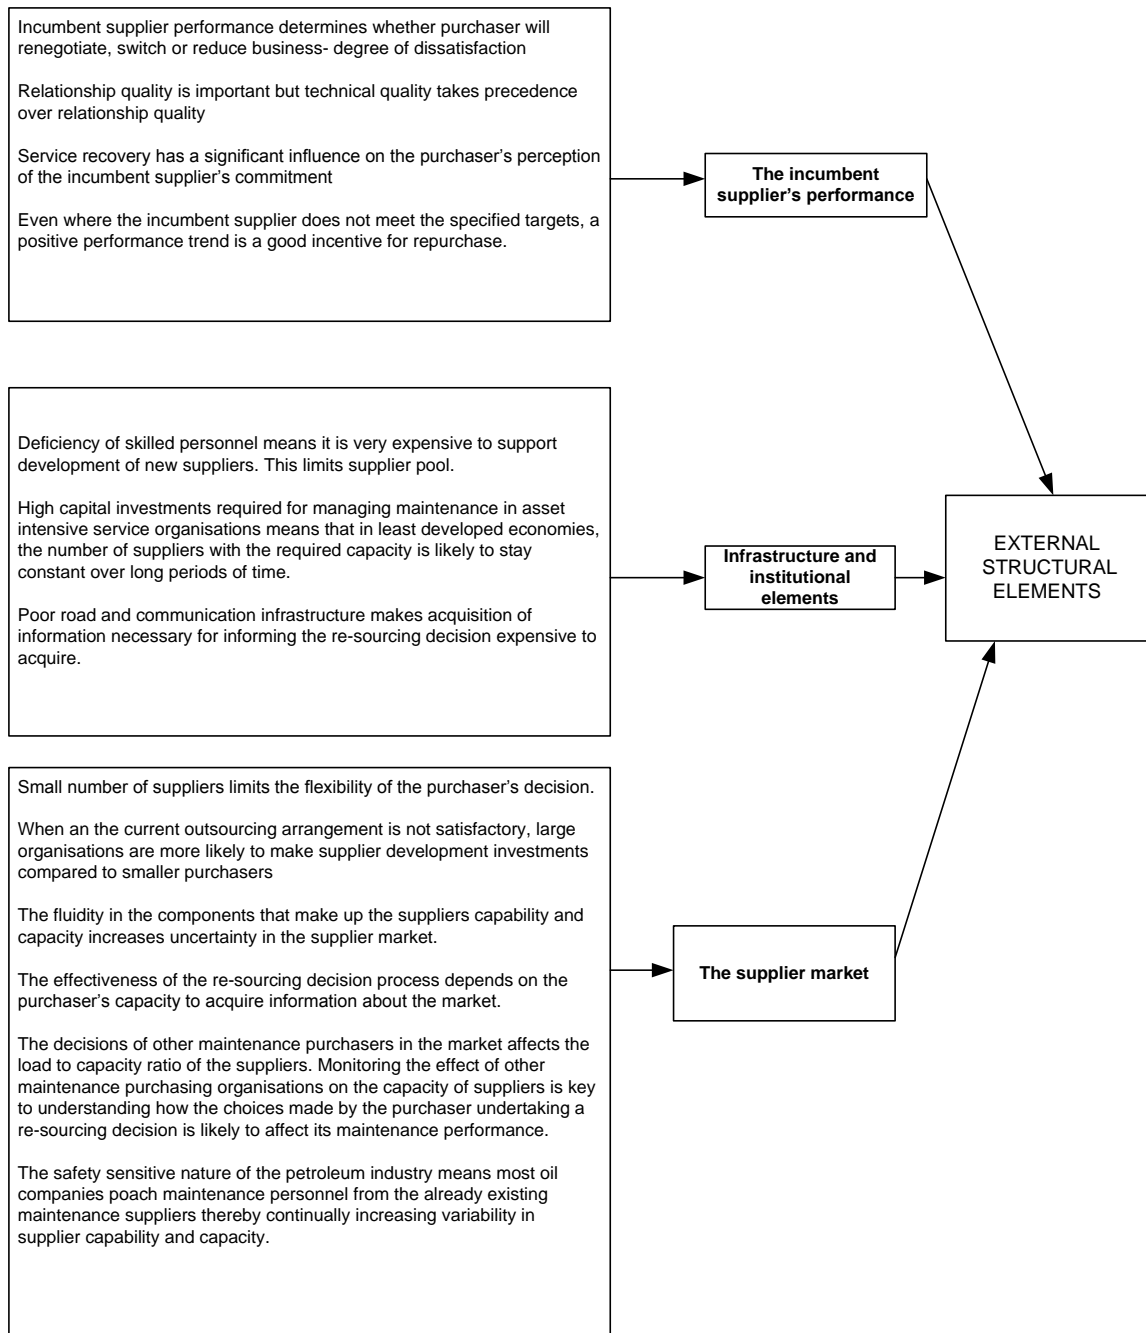 Incumbent supplier performance determines whether purchaser will
renegotiate, switch or reduce business- degree of dissatisfaction
Relationship quality is important but technical quality takes precedence
over relationship quality
Service recovery has a significant influence on the purchaser's perception
of the incumbent supplier's commitment
Even where the incumbent supplier does not meet the specified targets, a
positive performance trend is a good incentive for repurchase.
The incumbent
supplier's performance
Deficiency of skilled personnel means it is very expensive to support
development of new suppliers. This limits supplier pool.
High capital investments required for managing maintenance in asset
intensive service organisations means that in least developed economies,
the number of suppliers with the required capacity is likely to stay
constant over long periods of time.
Poor road and communication infrastructure makes acquisition of
information necessary for informing the re-sourcing decision expensive to
acquire.
Infrastructure and
institutional
elements
EXTERNAL
STRUCTURAL
ELEMENTS
Small number of suppliers limits the flexibility of the purchaser's decision.
When an the current outsourcing arrangement is not satisfactory, large
organisations are more likely to make supplier development investments
compared to smaller purchasers
The fluidity in the components that make up the suppliers capability and
capacity increases uncertainty in the supplier market.
The effectiveness of the re-sourcing decision process depends on the
purchaser's capacity to acquire information about the market.
The decisions of other maintenance purchasers in the market affects the
load to capacity ratio of the suppliers. Monitoring the effect of other
maintenance purchasing organisations on the capacity of suppliers is key
to understanding how the choices made by the purchaser undertaking a
re-sourcing decision is likely to affect its maintenance performance.
The safety sensitive nature of the petroleum industry means most oil
companies poach maintenance personnel from the already existing
maintenance suppliers thereby continually increasing variability in
supplier capability and capacity.
The supplier market